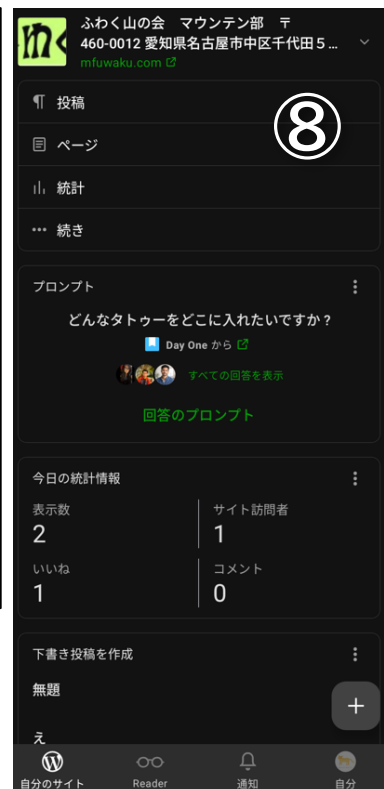 ふわく山の会　マウンテン部　〒
460-0012 愛知県名古屋市中区千代田５...
mfuwaku.com
投稿
⑧
ページ
統計
続き
プロンプト
どんなタトゥーをどこに入れたいですか？
Day One から
すべての回答を表示
回答のプロンプト
今日の統計情報
表示数
サイト訪問者
2
1
いいね
コメント
1
0
下書き投稿を作成
無題
え
自分のサイト
Reader
通知
自分